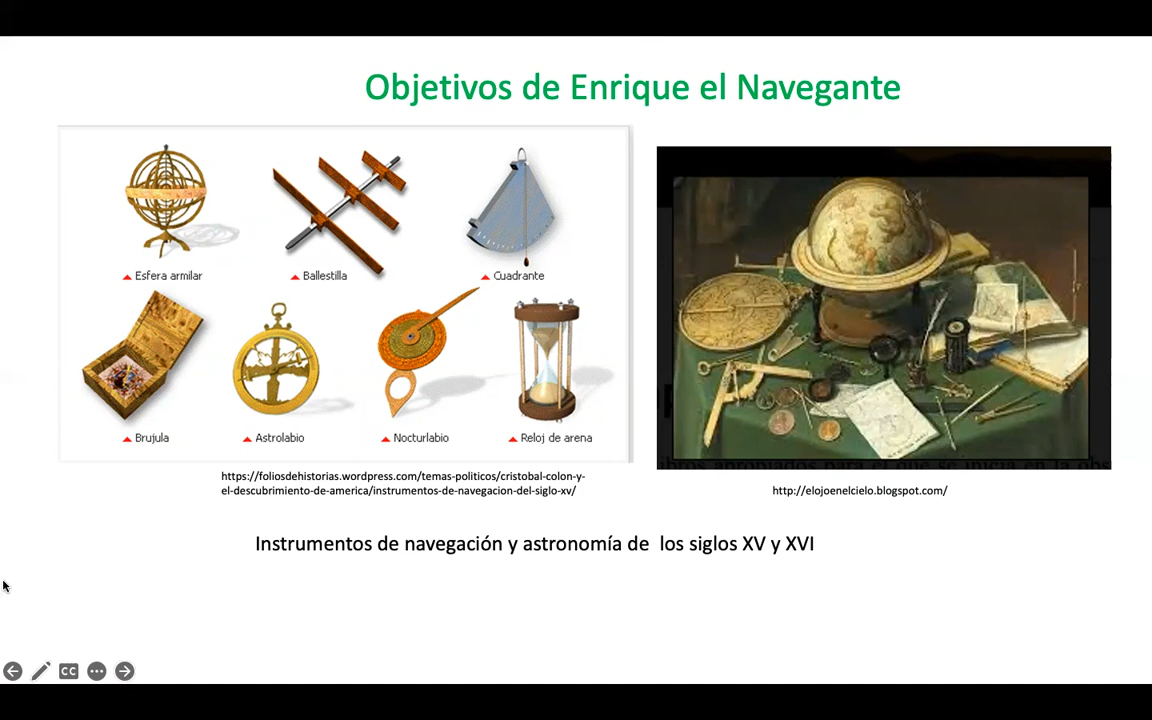 Objetivos de Enrique el Navegante
Esfera armilar
Ballestilla
Cuadrante
Brujula
Astrolabio
Nocturlabio
Reloj de arena
https://foliosdehistorias.wordpress.com/temas-politicos/cristobal-colon-y-
el-descubrimiento-de-america/instrumentos-de-navegacion-del-siglo-xv/
http://elojoenelcielo.blogspot.com/
Instrumentos de navegación y astronomía de los siglos XV y XVI
CC